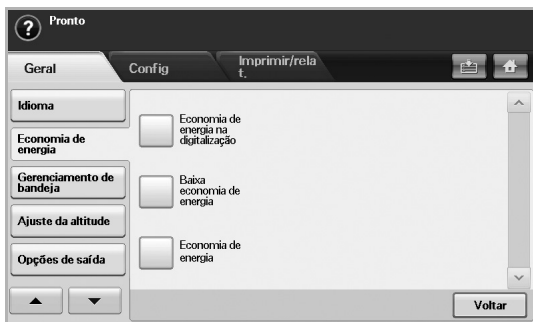 ?
Pronto
Geral
Config
Imprimir/rela
t.
Idioma
Economia de
energia
Gerenciamento de
bandeja
Ajuste da altitude
Opções de saída
Economia de
energia na
digitalização
Baixa
economia de
energia
Economia de
energia
Voltar